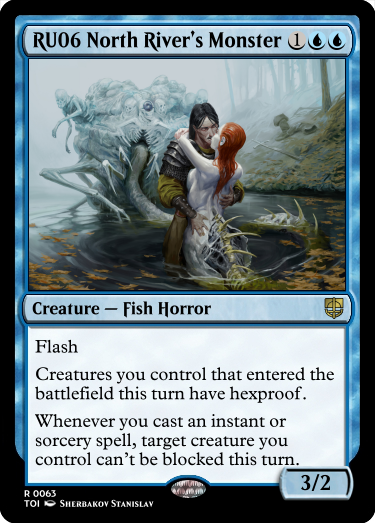 RU06 North River's Monster 1
Creature — Fish Horror
Flash
Creatures you control that entered the
battlefield this turn have hexproof.
Whenever you cast an instant or
sorcery spell, target creature you
control can't be blocked this turn.
3/2
R 0063
TOI Sherbakov Stanislav